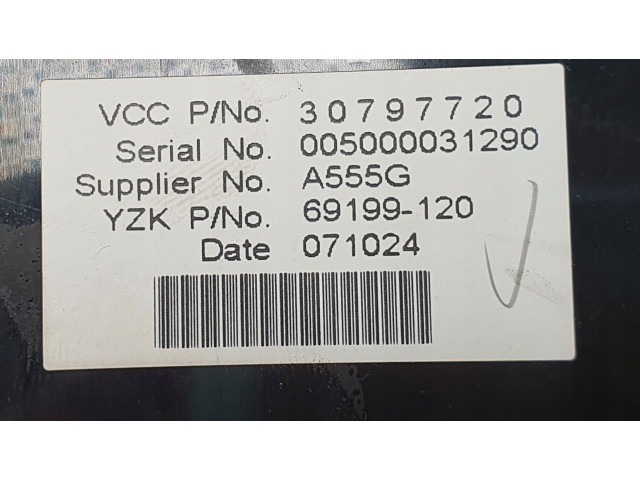 VCC P/No. 30797720
Serial No. 005000031290
Supplier No. A555G
YZK P/No. 69199-120
Date 071024